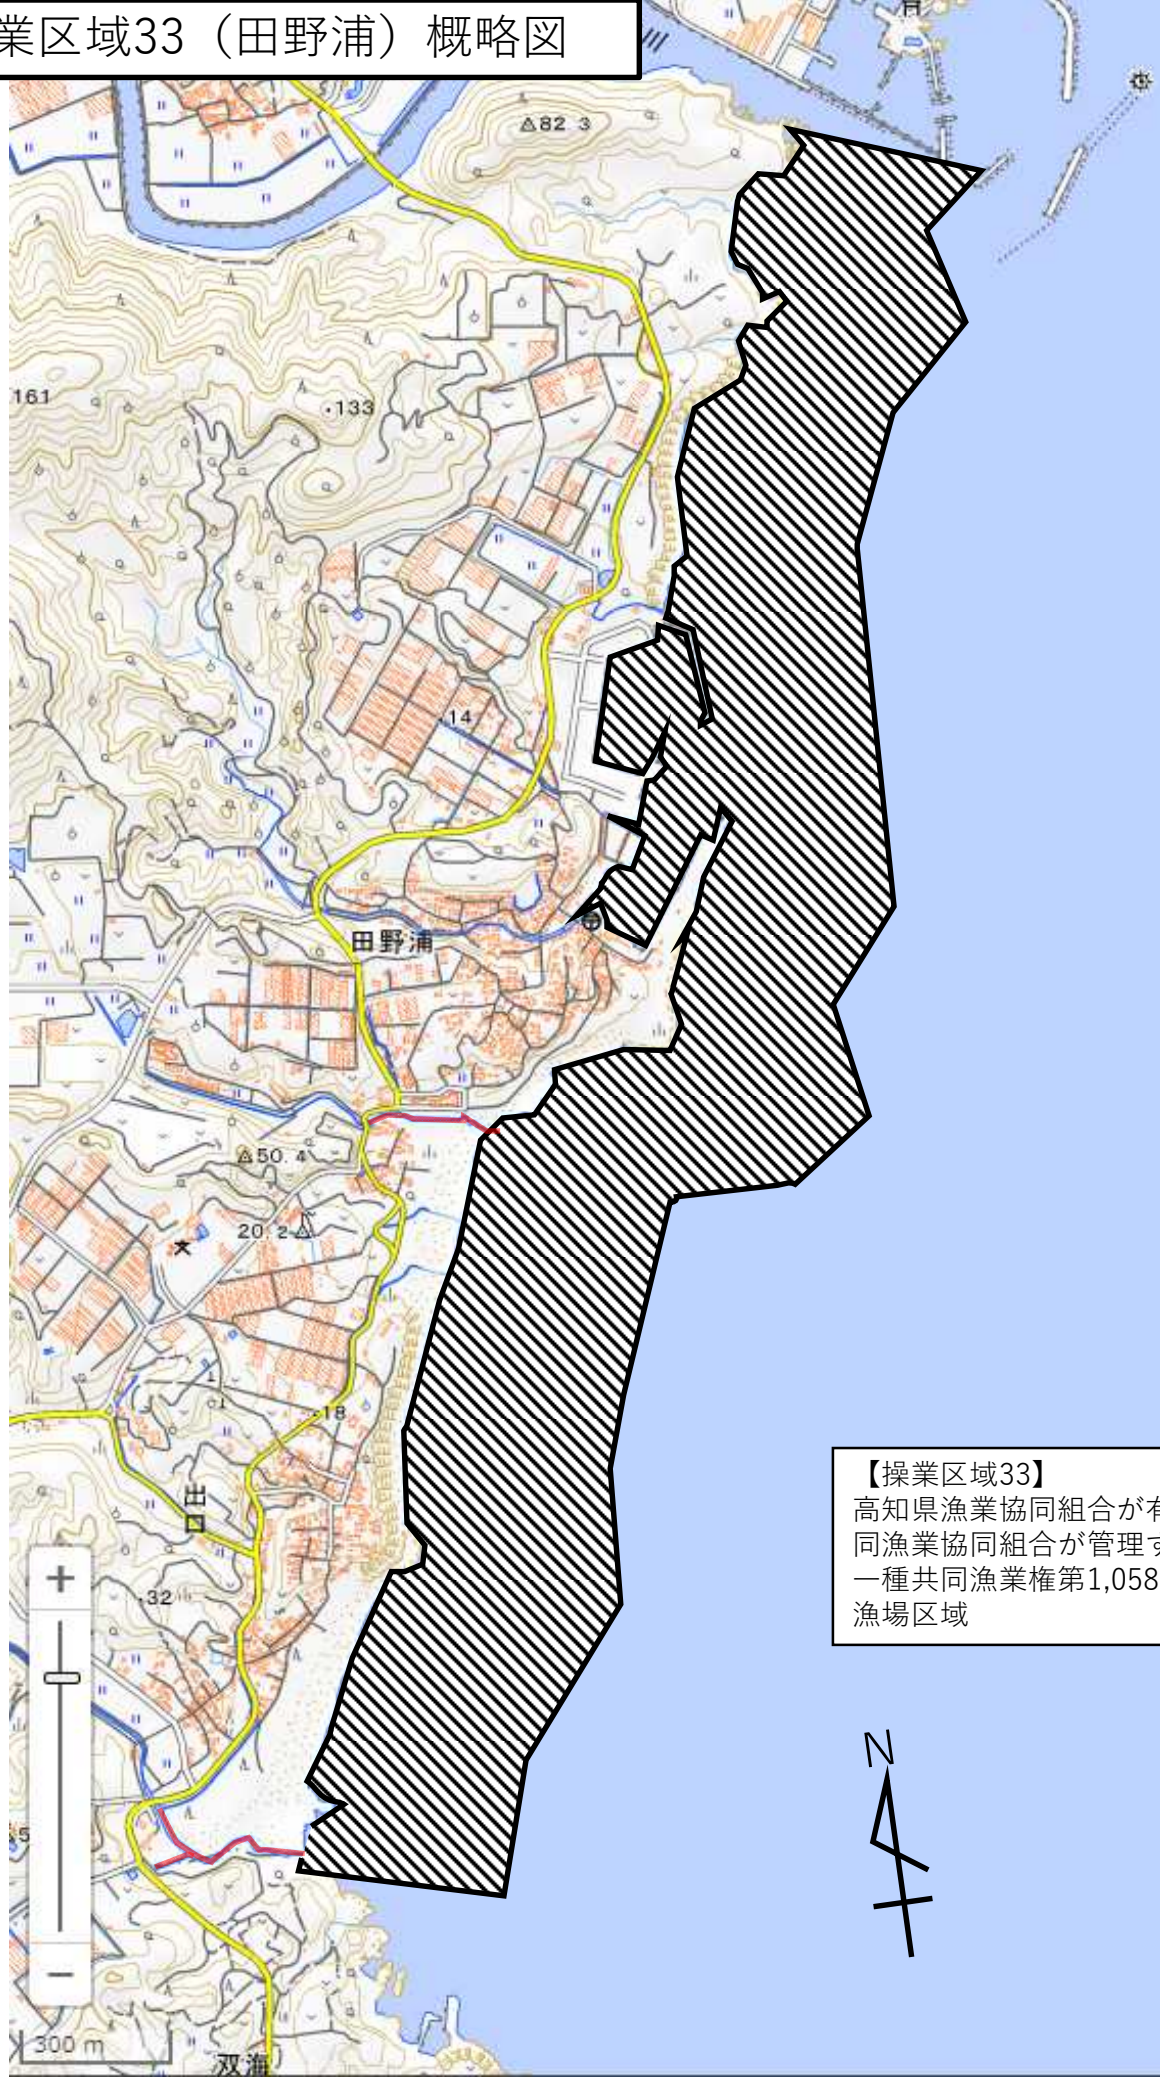 業区域33（田野浦）概略図
82.3
161
・133
・14
田野浦
50.4
20.2
・18
出口
・32
【操業区域33】
高知県漁業協同組合が有
同漁業協同組合が管理す
一種共同漁業権第1,058
漁場区域
N
+
−
300 m
双海